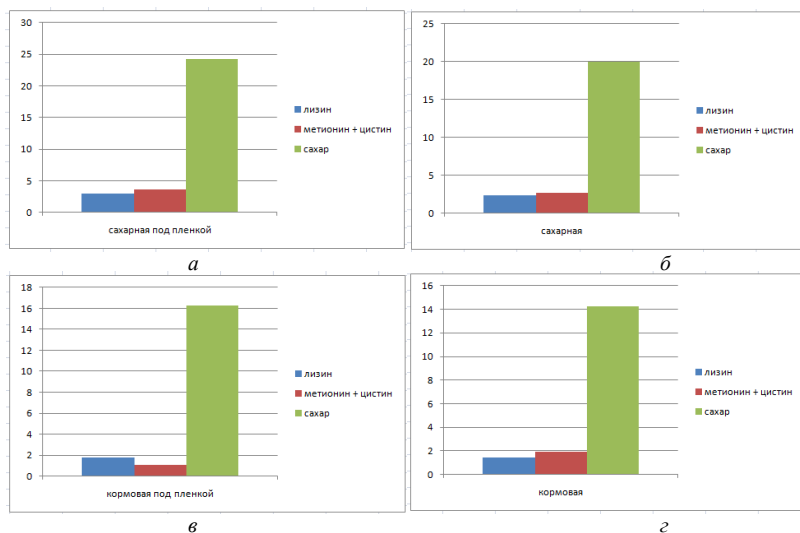 30
25
20
15
10
5
0
лизин
метионин + цистин
сахар
сахарная под пленкой
а
25
20
15
10
5
0
лизин
метионин + цистин
сахар
сахарная
б
18
16
14
12
10
8
6
4
2
0
лизин
метионин + цистин
сахар
кормовая под пленкой
в
16
14
12
10
8
6
4
2
0
лизин
метионин + цистин
сахар
кормовая
г